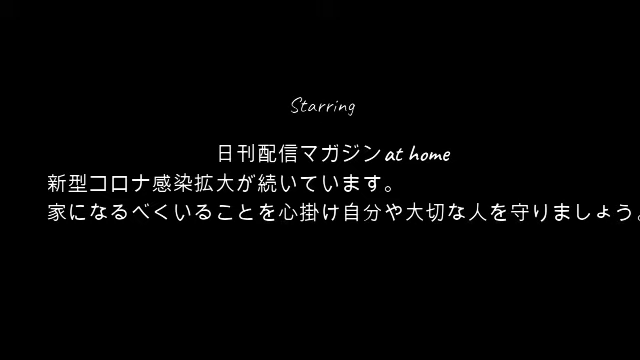 Starring
日刊配信マガジンat home
新型コロナ感染拡大が続いています。
家になるべくいることを心掛け自分や大切な人を守りましょう。